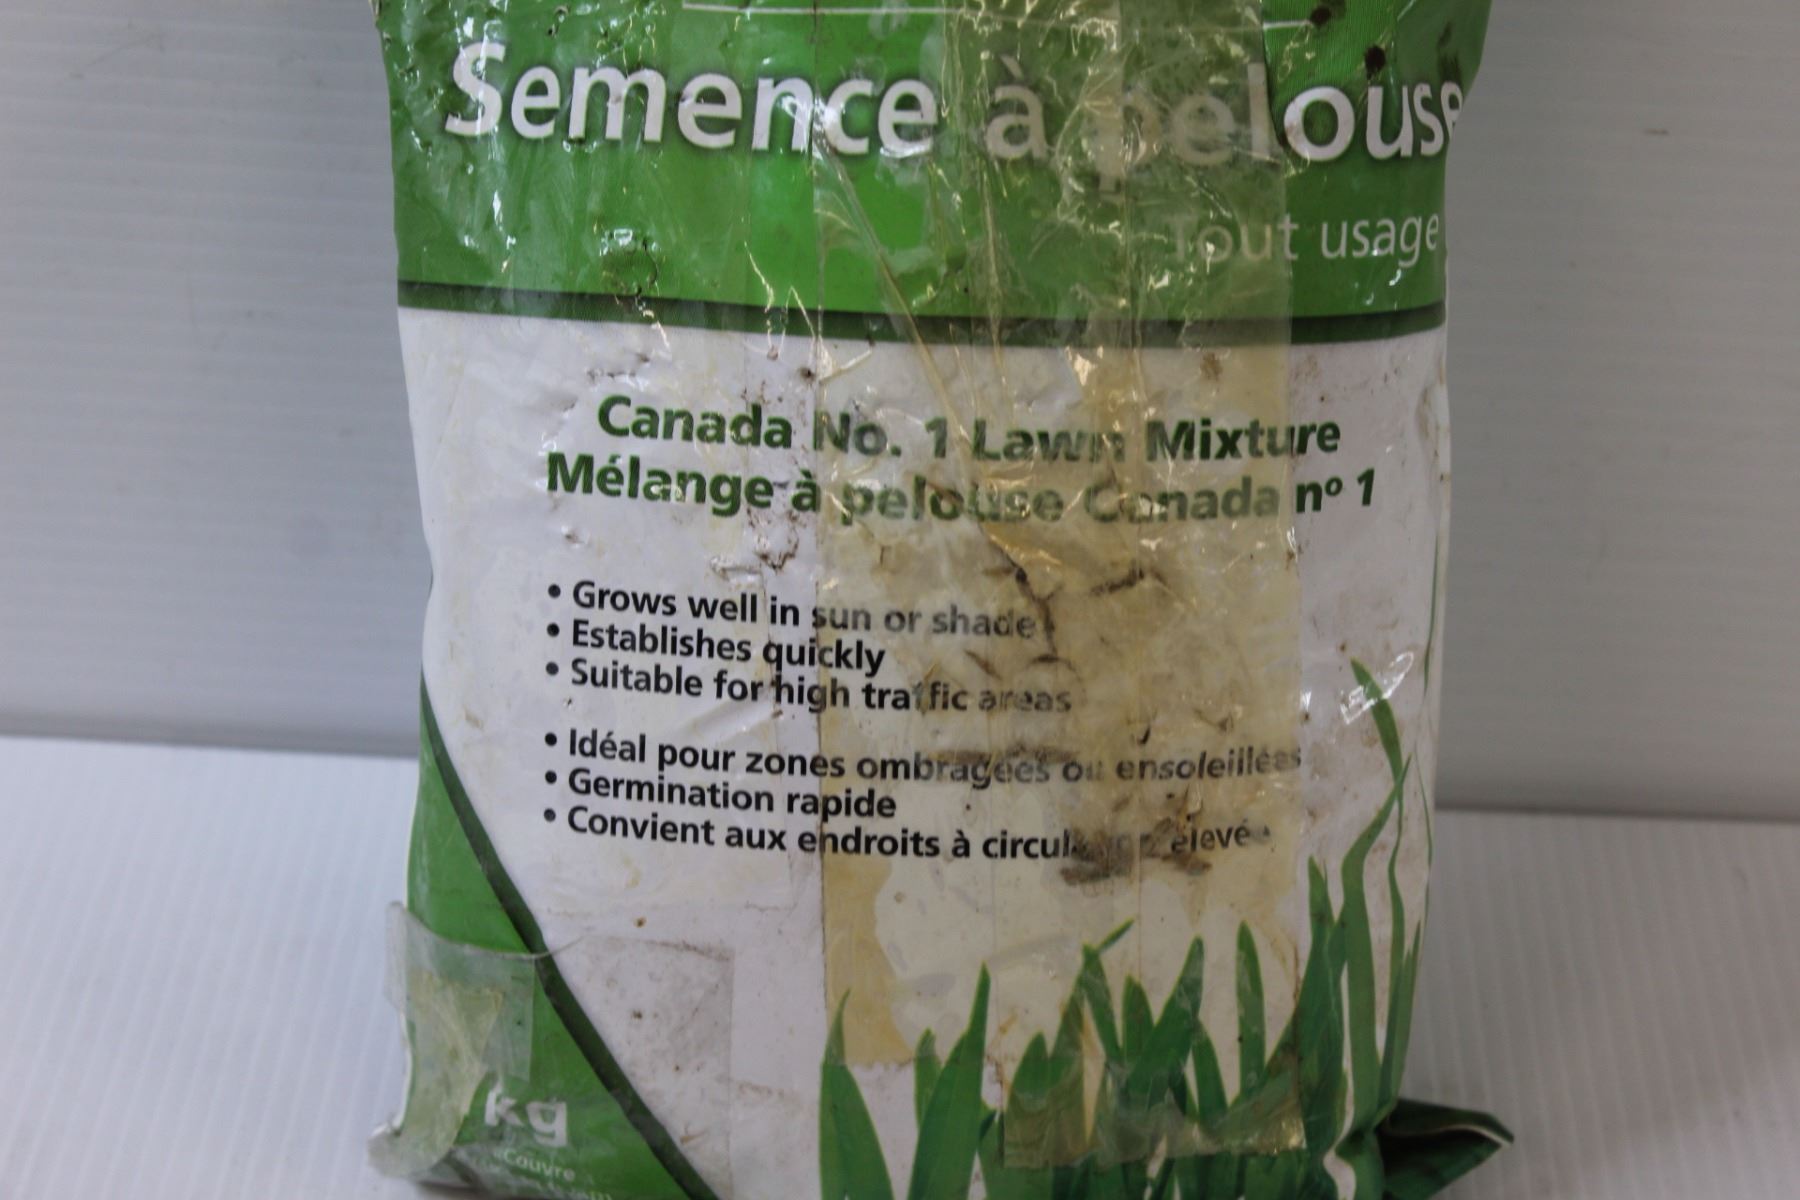 Semence à pelouse
Tout usage
Canada No. 1 Lawn Mixture
Mélange à pelouse Canada nº 1
• Grows well in sun or shade
• Establishes quickly
• Suitable for high traffic areas
• Idéal pour zones ombragées ou ensoleillées
• Germination rapide
• Convient aux endroits à circulation élevée
kg
Couvre